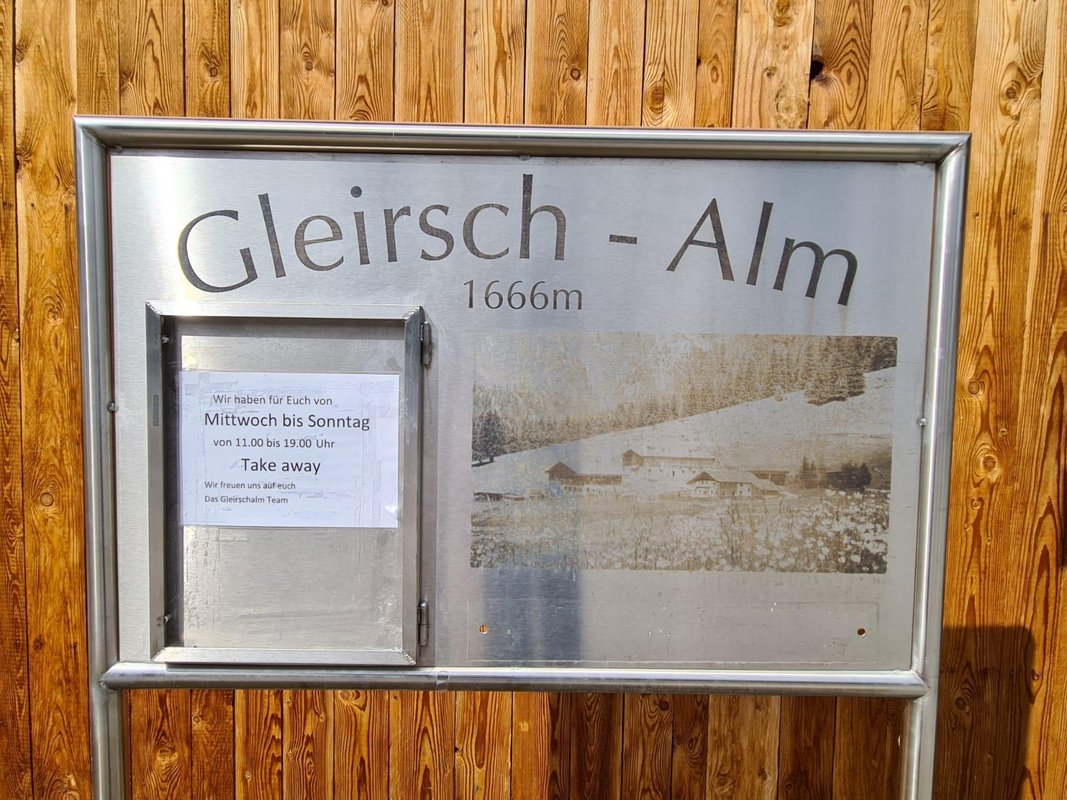 Gleirsch - Alm
1666m
Wir haben für Euch von
Mittwoch bis Sonntag
von 11.00 bis 19.00 Uhr
Take away
Wir freuen uns auf euch
Das Gleirschalm Team